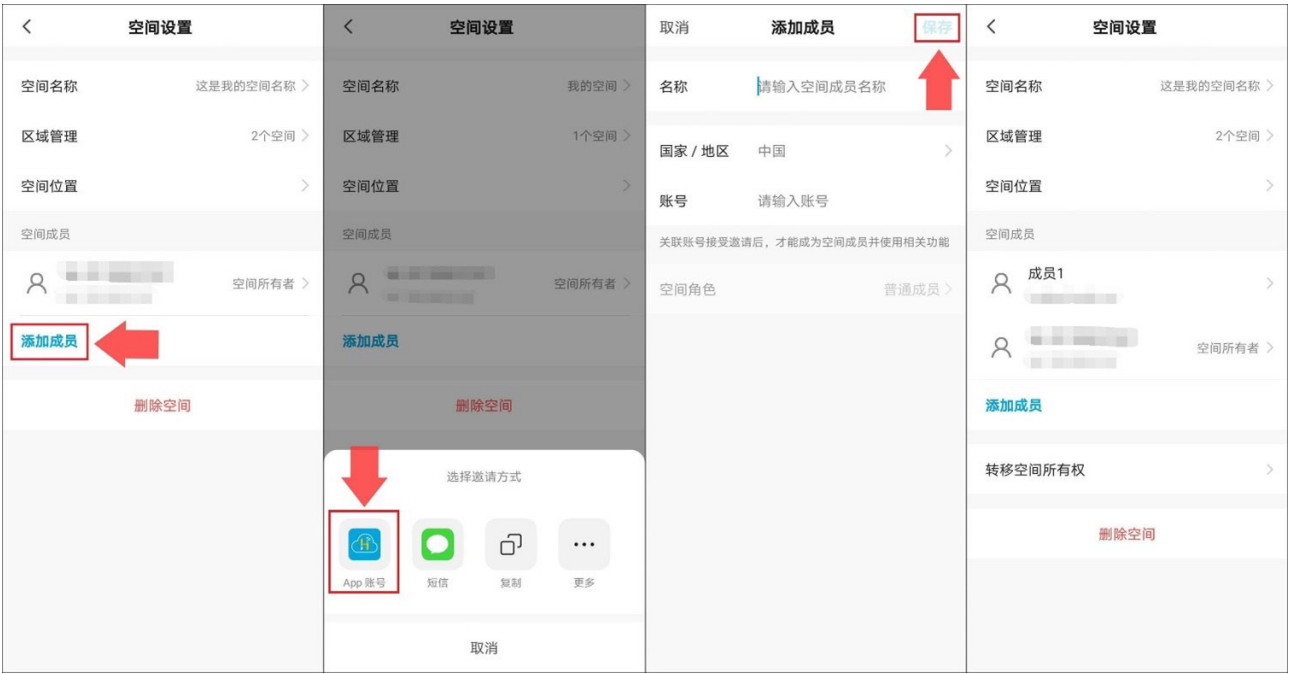 空间设置
空间名称 这是我的空间名称
区域管理 2个空间
空间位置
空间成员
空间所有者
添加成员
删除空间
空间设置
空间名称 我的空间
区域管理 1个空间
空间位置
空间成员
空间所有者
添加成员
删除空间
选择邀请方式
App 账号 短信 复制 更多
取消
取消 添加成员 保存
名称 请输入空间成员名称
国家 / 地区 中国
账号 请输入账号
关联账号接受邀请后，才能成为空间成员并使用相关功能
空间角色 普通成员
空间设置
空间名称 这是我的空间名称
区域管理 2个空间
空间位置
空间成员
成员1
空间所有者
添加成员
转移空间所有权
删除空间